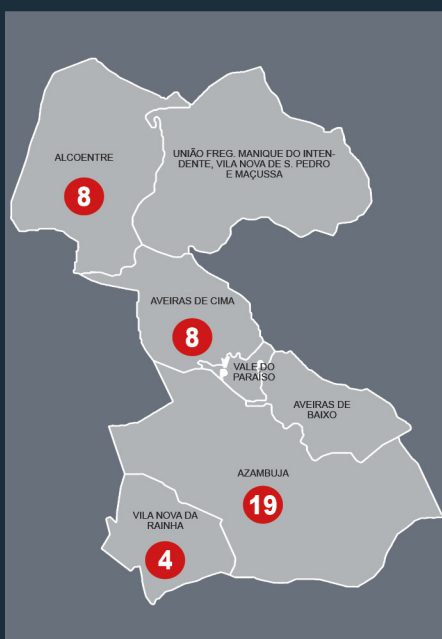 ALCOENTRE
8
UNIÃO FREG. MANIQUE DO INTEN-
DENTE, VILA NOVA DE S. PEDRO
E MAÇUSSA
AVEIRAS DE CIMA
8
VALE DO
PARAÍSO
AVEIRAS DE
BAIXO
AZAMBUJA
19
VILA NOVA DA
RAINHA
4